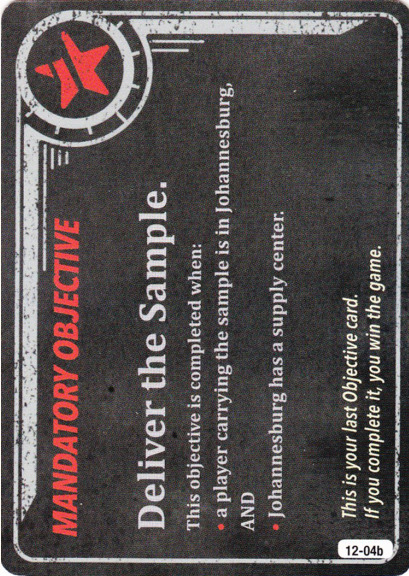 MANDATORY OBJECTIVE
Deliver the Sample.
This objective is completed when:
• a player carrying the sample is in Johannesburg,
AND
• Johannesburg has a supply center.
This is your last Objective card.
If you complete it, you win the game.
12-04b